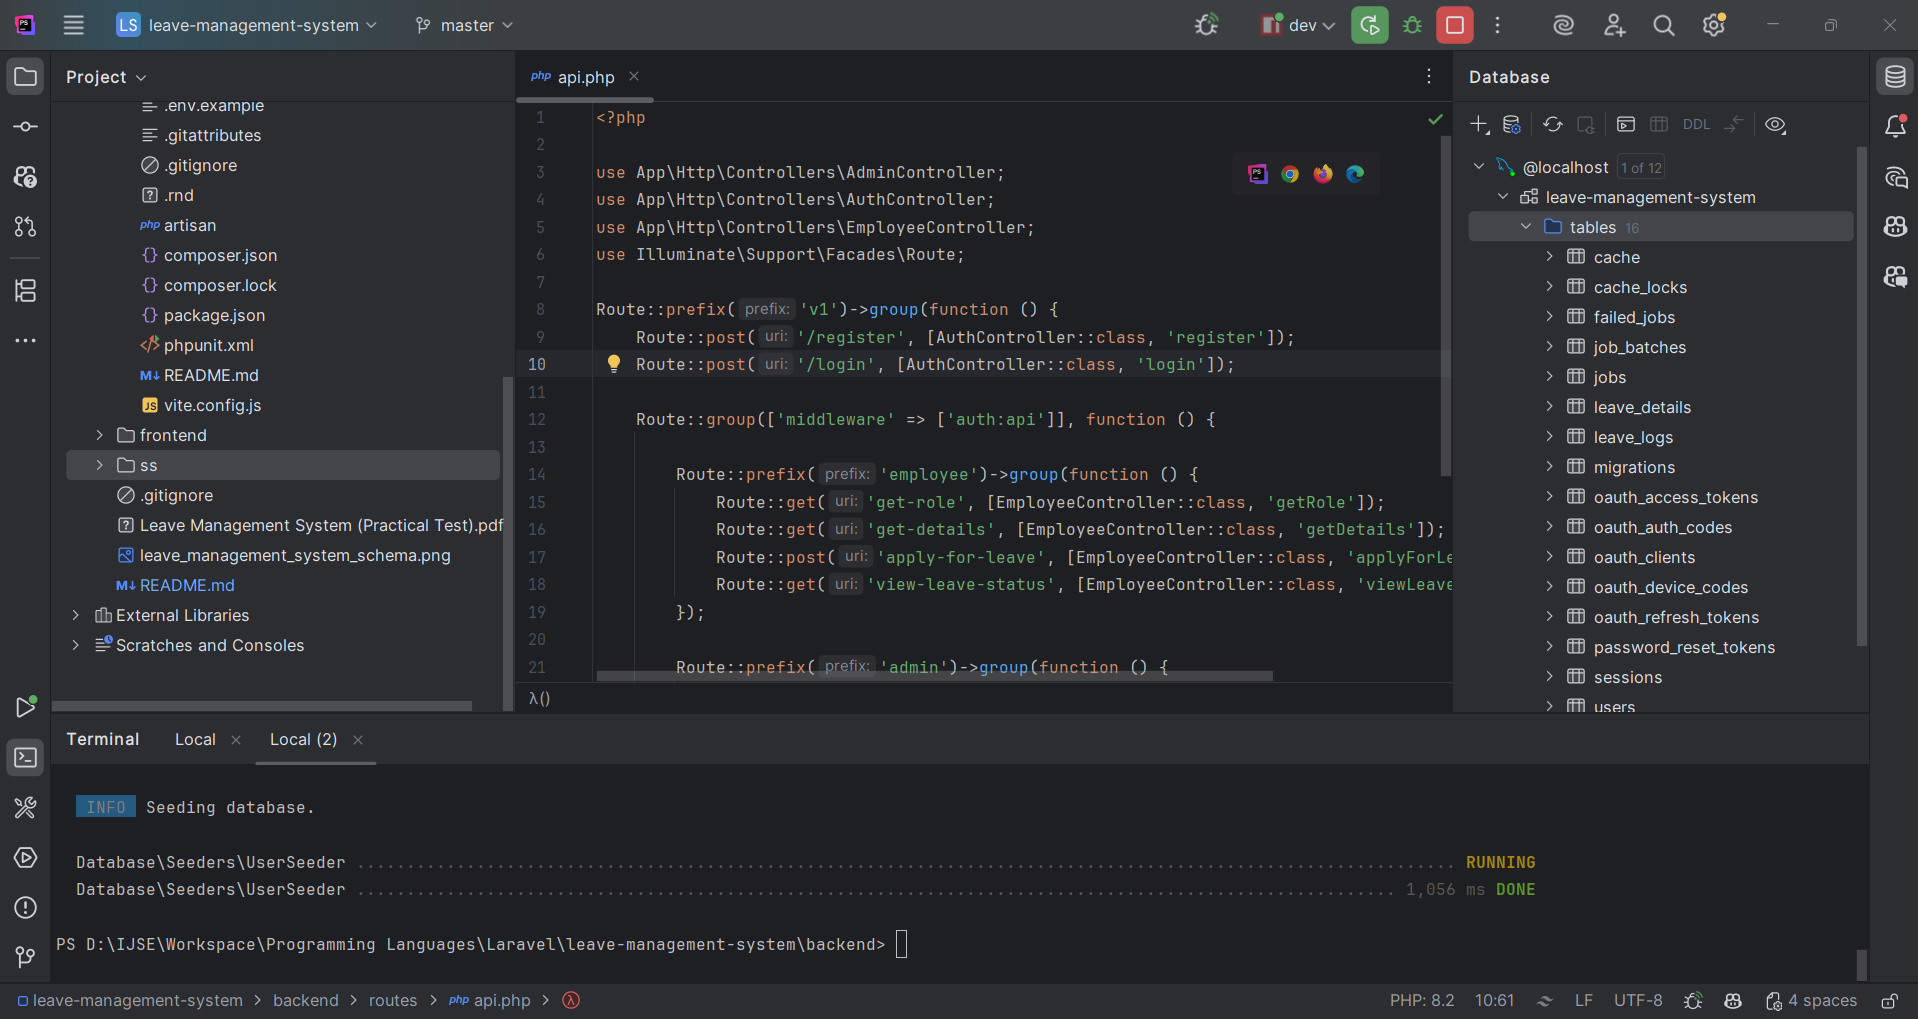 LS leave-management-system
master
dev
Project
.env.example
.gitattributes
.gitignore
.rnd
php artisan
composer.json
composer.lock
package.json
phpunit.xml
M↓ README.md
JS vite.config.js
frontend
ss
.gitignore
Leave Management System (Practical Test).pdf
leave_management_system_schema.png
M↓ README.md
External Libraries
Scratches and Consoles
php api.php
1 <?php
2
3 use App\Http\Controllers\AdminController;
4 use App\Http\Controllers\AuthController;
5 use App\Http\Controllers\EmployeeController;
6 use Illuminate\Support\Facades\Route;
7
8 Route::prefix( prefix: 'v1')->group(function () {
9 Route::post( uri: '/register', [AuthController::class, 'register']);
10 Route::post( uri: '/login', [AuthController::class, 'login']);
11
12 Route::group(['middleware' => ['auth:api']], function () {
13
14 Route::prefix( prefix: 'employee')->group(function () {
15 Route::get( uri: 'get-role', [EmployeeController::class, 'getRole']);
16 Route::get( uri: 'get-details', [EmployeeController::class, 'getDetails']);
17 Route::post( uri: 'apply-for-leave', [EmployeeController::class, 'applyForLe
18 Route::get( uri: 'view-leave-status', [EmployeeController::class, 'viewLeave
19 });
20
21 Route::prefix( prefix: 'admin')->group(function () {
λ()
Database
DDL
@localhost 1 of 12
leave-management-system
tables 16
cache
cache_locks
failed_jobs
job_batches
jobs
leave_details
leave_logs
migrations
oauth_access_tokens
oauth_auth_codes
oauth_clients
oauth_device_codes
oauth_refresh_tokens
password_reset_tokens
sessions
users
Terminal Local Local (2)
INFO Seeding database.
Database\Seeders\UserSeeder .............................................................................................................. RUNNING
Database\Seeders\UserSeeder ........................................................................................................ 1,056 ms DONE
PS D:\IJSE\Workspace\Programming Languages\Laravel\leave-management-system\backend>
leave-management-system > backend > routes > php api.php > λ
PHP: 8.2 10:61 LF UTF-8 4 spaces